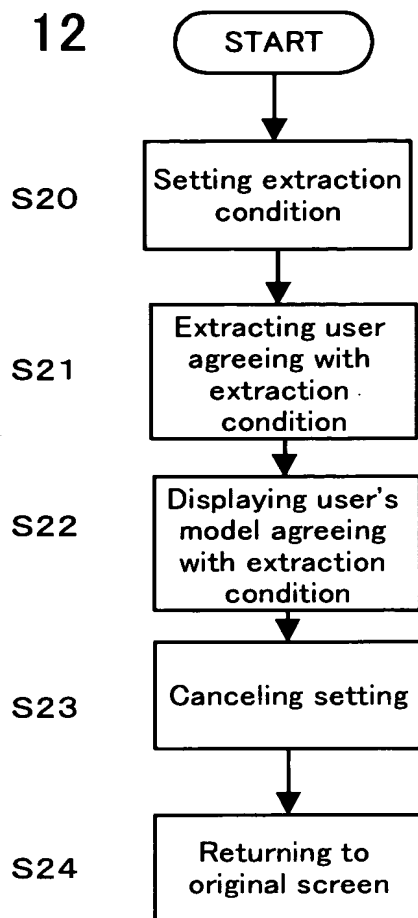 12
START
S20
Setting extraction
condition
S21
Extracting user
agreeing with
extraction
condition
S22
Displaying user's
model agreeing
with extraction
condition
S23
Canceling setting
S24
Returning to
original screen